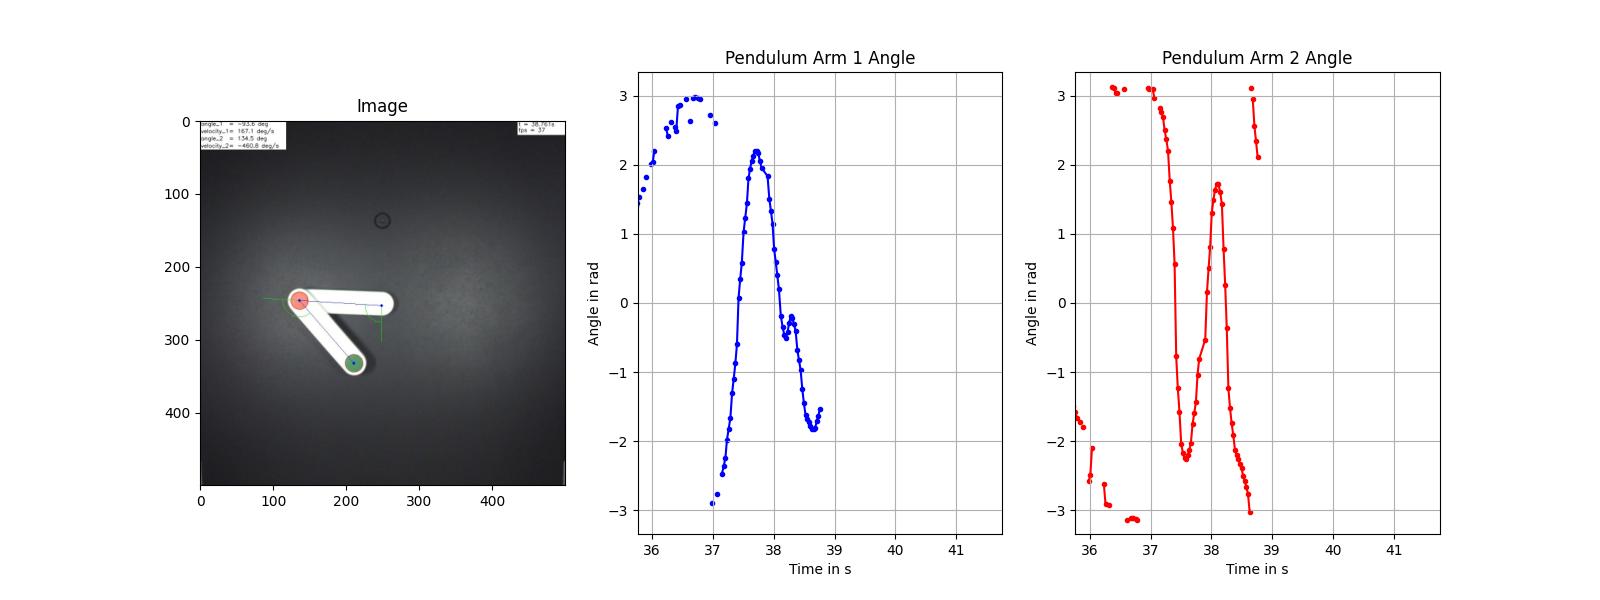 Image
angle_1 = -93.6 deg
velocity_1= 167.1 deg/s
angle_2 = 134.5 deg
velocity_2= -460.8 deg/s
t = 38.761s
fps = 37
0
100
200
300
400
0 100 200 300 400
Pendulum Arm 1 Angle
Angle in rad
3
2
1
0
−1
−2
−3
36 37 38 39 40 41
Time in s
Pendulum Arm 2 Angle
Angle in rad
3
2
1
0
−1
−2
−3
36 37 38 39 40 41
Time in s